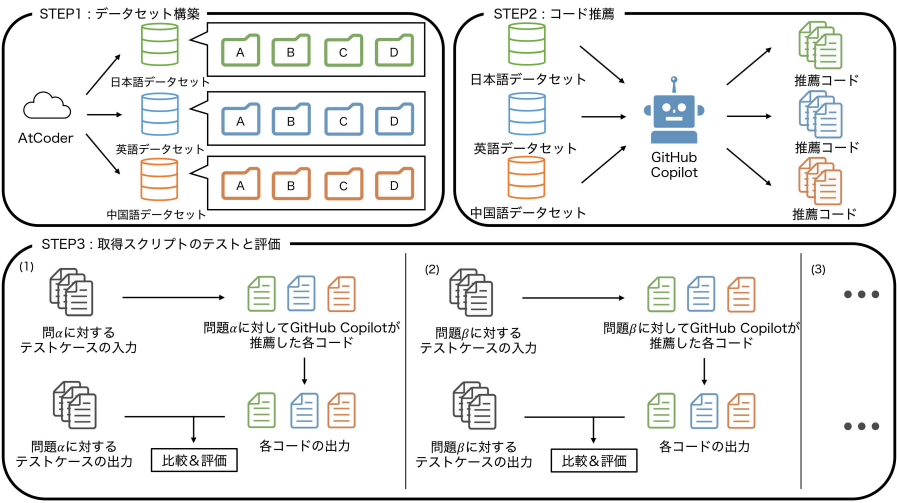 STEP1 : データセット構築
日本語データセット
A B C D
AtCoder
英語データセット
A B C D
中国語データセット
A B C D
STEP2 : コード推薦
日本語データセット
英語データセット
中国語データセット
GitHub
Copilot
推薦コード
推薦コード
推薦コード
STEP3 : 取得スクリプトのテストと評価
(1)
問αに対する
テストケースの入力
問題αに対してGitHub Copilotが
推薦した各コード
問題αに対する
テストケースの出力
比較&評価
各コードの出力
(2)
問題βに対する
テストケースの入力
問題βに対してGitHub Copilotが
推薦した各コード
問題βに対する
テストケースの出力
比較&評価
各コードの出力
(3)